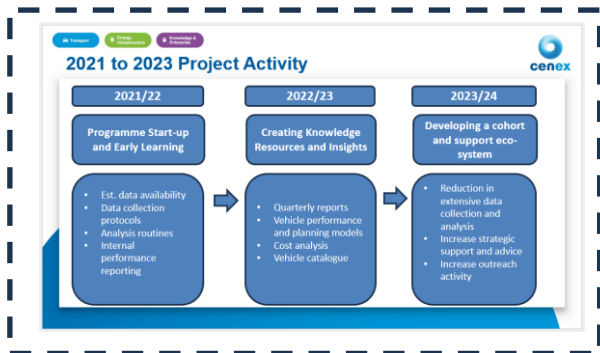 Transport
Energy
Infrastructure
Knowledge &
Enterprise
cenex
2021 to 2023 Project Activity
2021/22
2022/23
2023/24
Programme Start-up
and Early Learning
Creating Knowledge
Resources and Insights
Developing a cohort
and support eco-
system
• Est. data availability
• Data collection
protocols
• Analysis routines
• Internal
performance
reporting
• Quarterly reports
• Vehicle performance
and planning models
• Cost analysis
• Vehicle catalogue
• Reduction in
extensive data
collection and
analysis
• Increase strategic
support and advice
• Increase outreach
activity